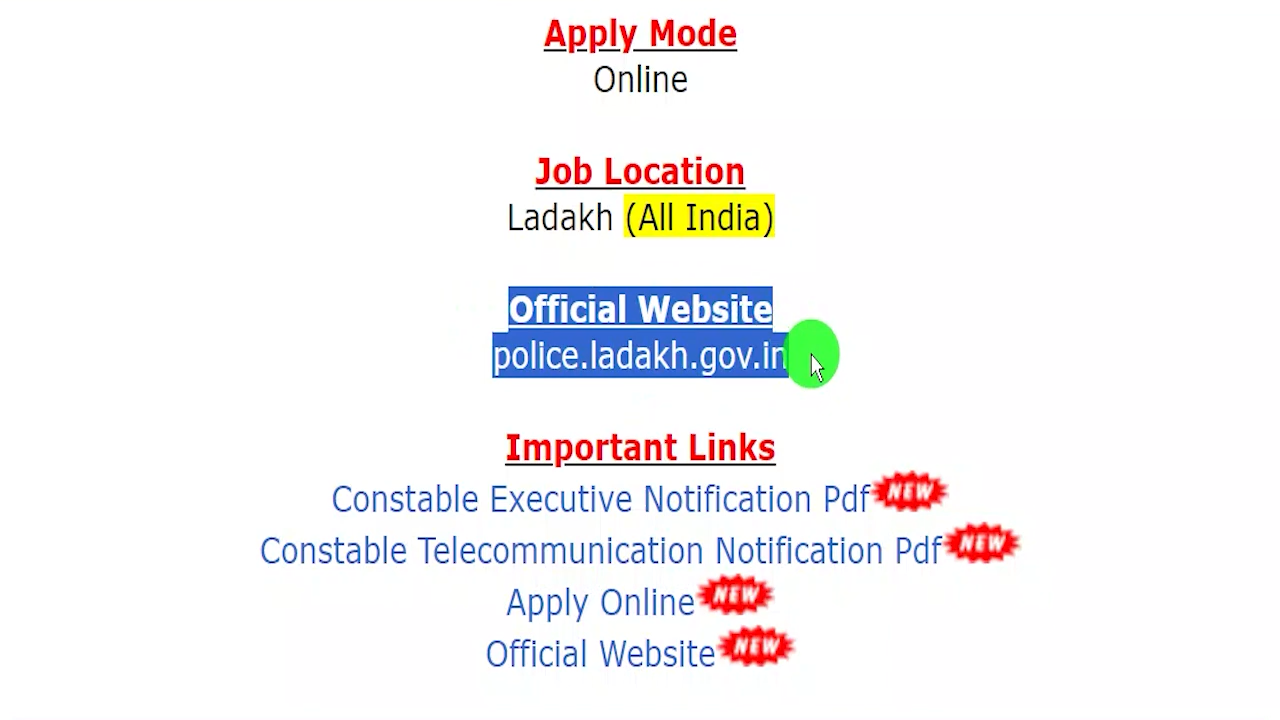 Apply Mode
Online
Job Location
Ladakh (All India)
Official Website
police.ladakh.gov.in
Important Links
Constable Executive Notification Pdf NEW
Constable Telecommunication Notification Pdf NEW
Apply Online NEW
Official Website NEW